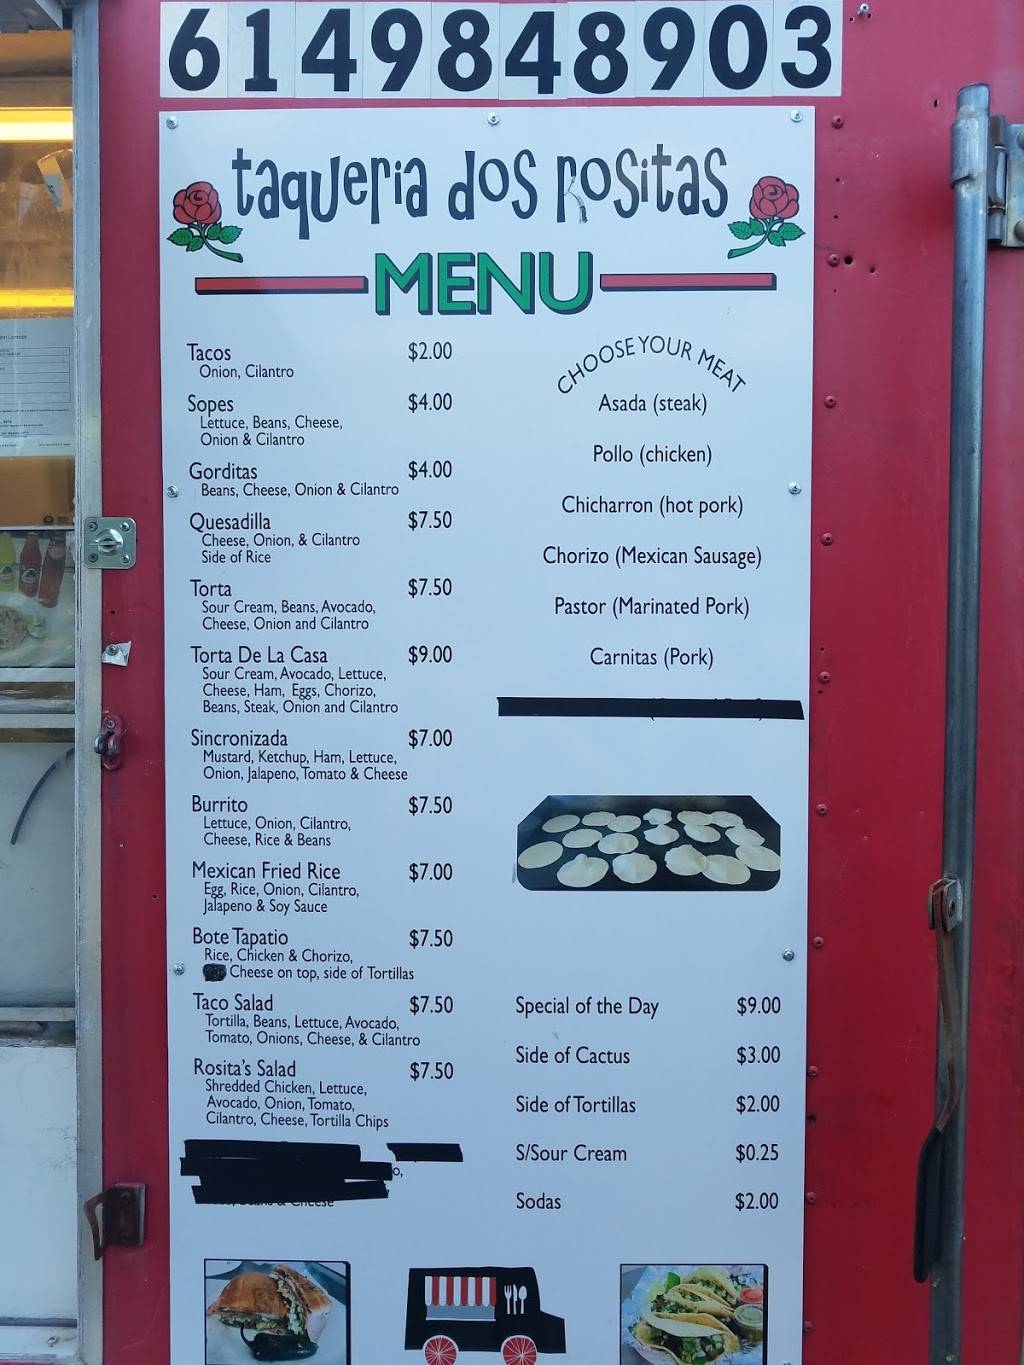 6149848903
taqueria dos Rositas
MENU
Tacos $2.00
Onion, Cilantro
Sopes $4.00
Lettuce, Beans, Cheese,
Onion & Cilantro
Gorditas $4.00
Beans, Cheese, Onion & Cilantro
Quesadilla $7.50
Cheese, Onion, & Cilantro
Side of Rice
Torta $7.50
Sour Cream, Beans, Avocado,
Cheese, Onion and Cilantro
Torta De La Casa $9.00
Sour Cream, Avocado, Lettuce,
Cheese, Ham, Eggs, Chorizo,
Beans, Steak, Onion and Cilantro
Sincronizada $7.00
Mustard, Ketchup, Ham, Lettuce,
Onion, Jalapeno, Tomato & Cheese
Burrito $7.50
Lettuce, Onion, Cilantro,
Cheese, Rice & Beans
Mexican Fried Rice $7.00
Egg, Rice, Onion, Cilantro,
Jalapeno & Soy Sauce
Bote Tapatio $7.50
Rice, Chicken & Chorizo,
Cheese on top, side of Tortillas
Taco Salad $7.50
Tortilla, Beans, Lettuce, Avocado,
Tomato, Onions, Cheese, & Cilantro
Rosita's Salad $7.50
Shredded Chicken, Lettuce,
Avocado, Onion, Tomato,
Cilantro, Cheese, Tortilla Chips
& Cheese
CHOOSE YOUR MEAT
Asada (steak)
Pollo (chicken)
Chicharron (hot pork)
Chorizo (Mexican Sausage)
Pastor (Marinated Pork)
Carnitas (Pork)
Special of the Day $9.00
Side of Cactus $3.00
Side of Tortillas $2.00
S/Sour Cream $0.25
Sodas $2.00